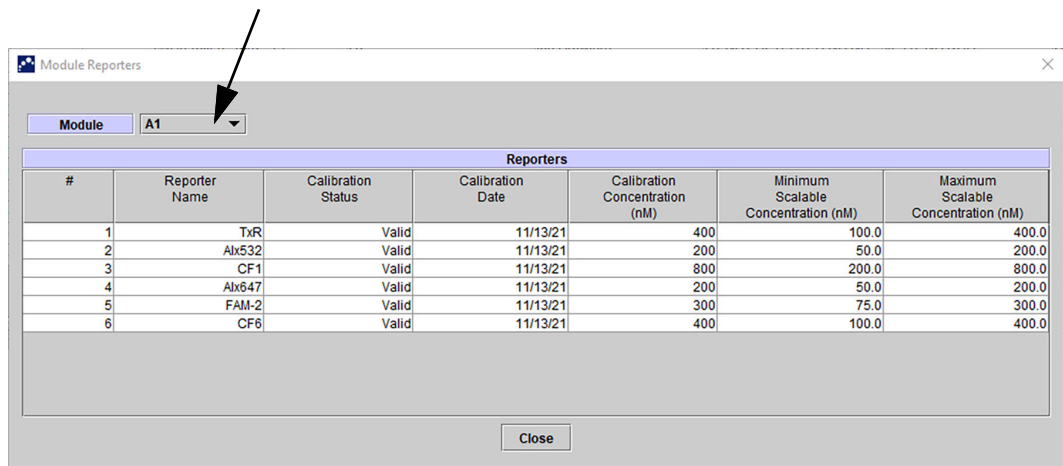 Module Reporters
Module A1
Reporters
# Reporter Name Calibration Status Calibration Date Calibration Concentration (nM) Minimum Scalable Concentration (nM) Maximum Scalable Concentration (nM)
1 TxR Valid 11/13/21 400 100.0 400.0
2 Alx532 Valid 11/13/21 200 50.0 200.0
3 CF1 Valid 11/13/21 800 200.0 800.0
4 Alx647 Valid 11/13/21 200 50.0 200.0
5 FAM-2 Valid 11/13/21 300 75.0 300.0
6 CF6 Valid 11/13/21 400 100.0 400.0
Close